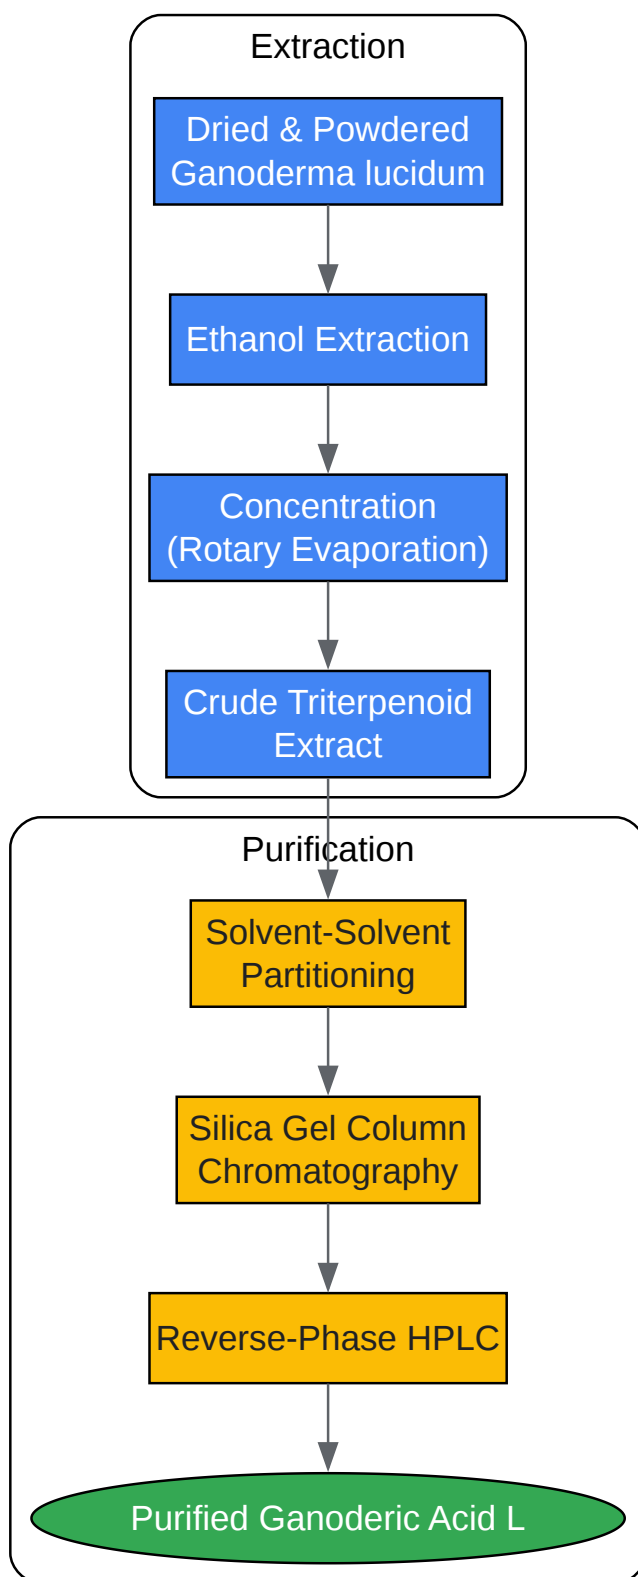 Extraction
Dried & Powdered
Ganoderma lucidum
Ethanol Extraction
Concentration
(Rotary Evaporation)
Crude Triterpenoid
Extract
Purification
Solvent-Solvent
Partitioning
Silica Gel Column
Chromatography
Reverse-Phase HPLC
Purified Ganoderic Acid L